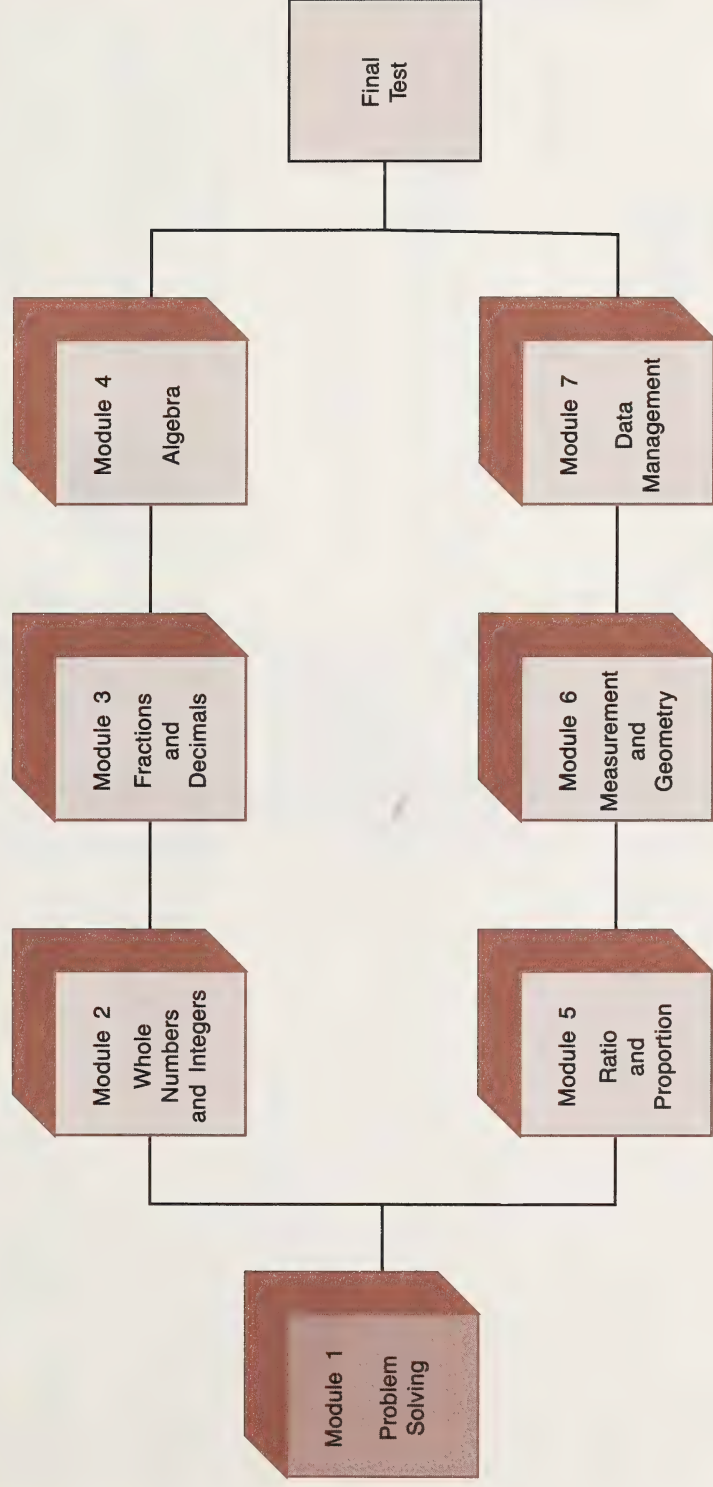 Module 1
Problem
Solving
Module 2
Whole
Numbers
and Integers
Module 3
Fractions
and
Decimals
Module 4
Algebra
Module 5
Ratio
and
Proportion
Module 6
Measurement
and
Geometry
Module 7
Data
Management
Final
Test